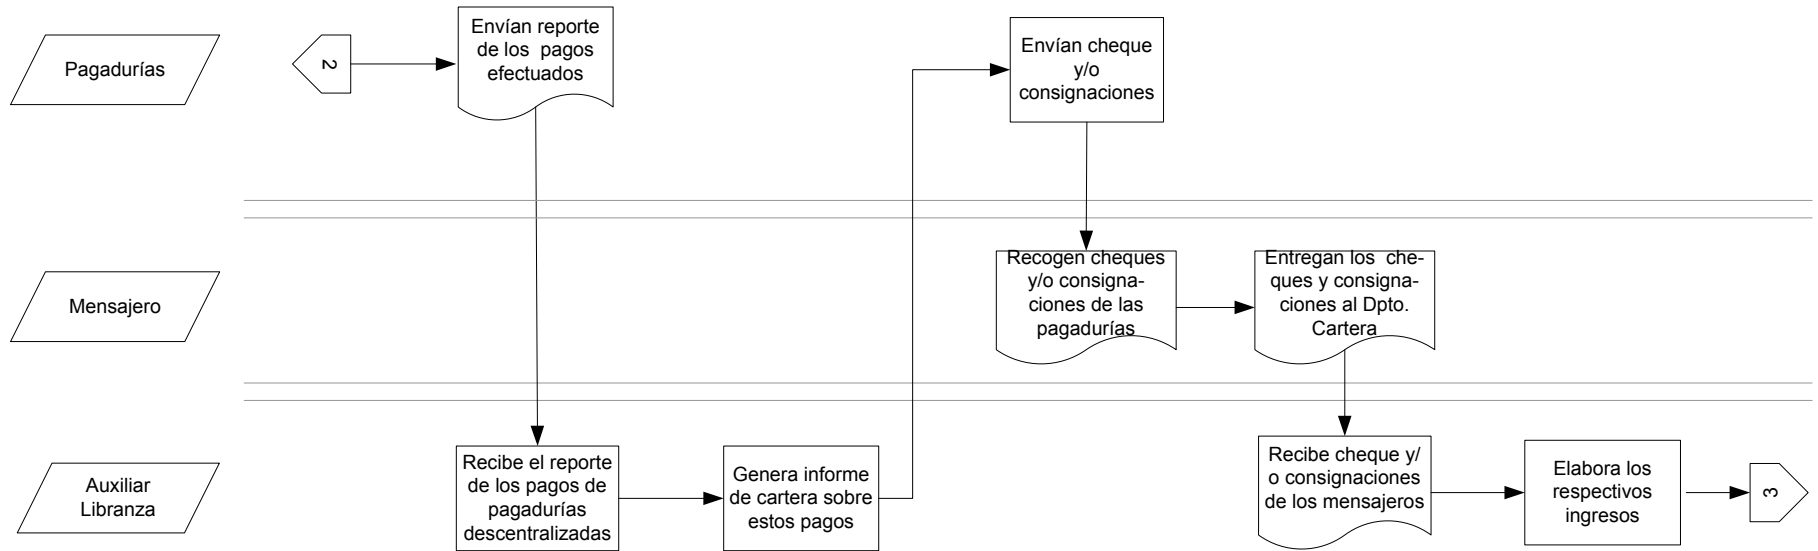 Pagadurías
2
Envían reporte
de los pagos
efectuados
Envían cheque
y/o
consignaciones
Mensajero
Recogen cheques
y/o consigna-
ciones de las
pagadurías
Entregan los che-
ques y consigna-
ciones al Dpto.
Cartera
Auxiliar
Libranza
Recibe el reporte
de los pagos de
pagadurías
descentralizadas
Genera informe
de cartera sobre
estos pagos
Recibe cheque y/
o consignaciones
de los mensajeros
Elabora los
respectivos
ingresos
3